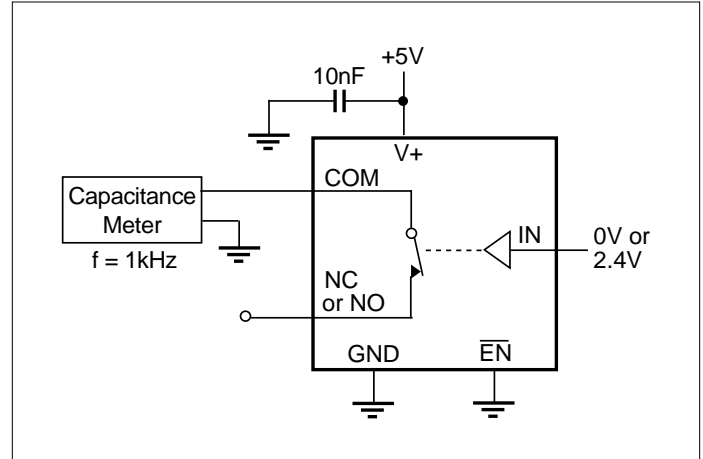 +5V
10nF
V+
COM
Capacitance
Meter
f = 1kHz
IN
0V or
2.4V
NC
or NO
GND
EN